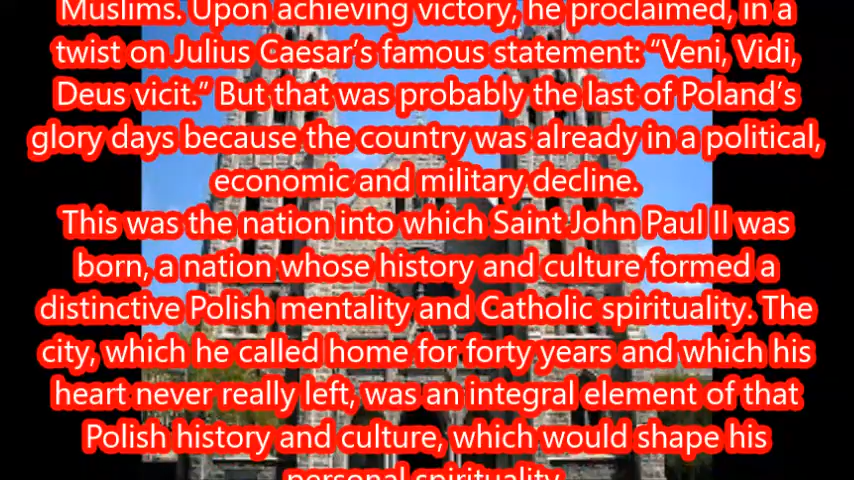 Muslims. Upon achieving victory, he proclaimed, in a
twist on Julius Caesar’s famous statement: “Veni, Vidi,
Deus vicit.” But that was probably the last of Poland’s
glory days because the country was already in a political,
economic and military decline.
This was the nation into which Saint John Paul II was
born, a nation whose history and culture formed a
distinctive Polish mentality and Catholic spirituality. The
city, which he called home for forty years and which his
heart never really left, was an integral element of that
Polish history and culture, which would shape his
personal spirituality.